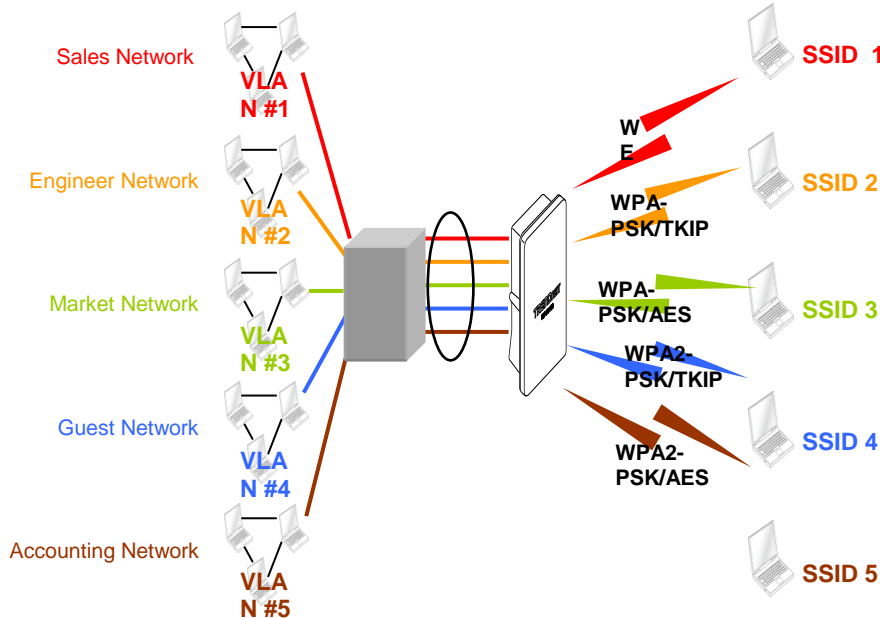 Sales Network
VLA
N #1
SSID 1
W
E
Engineer Network
VLA
N #2
WPA-
PSK/TKIP
SSID 2
Market Network
VLA
N #3
WPA-
PSK/AES
SSID 3
Guest Network
VLA
N #4
WPA2-
PSK/TKIP
SSID 4
WPA2-
PSK/AES
Accounting Network
VLA
N #5
SSID 5
TRENDNET